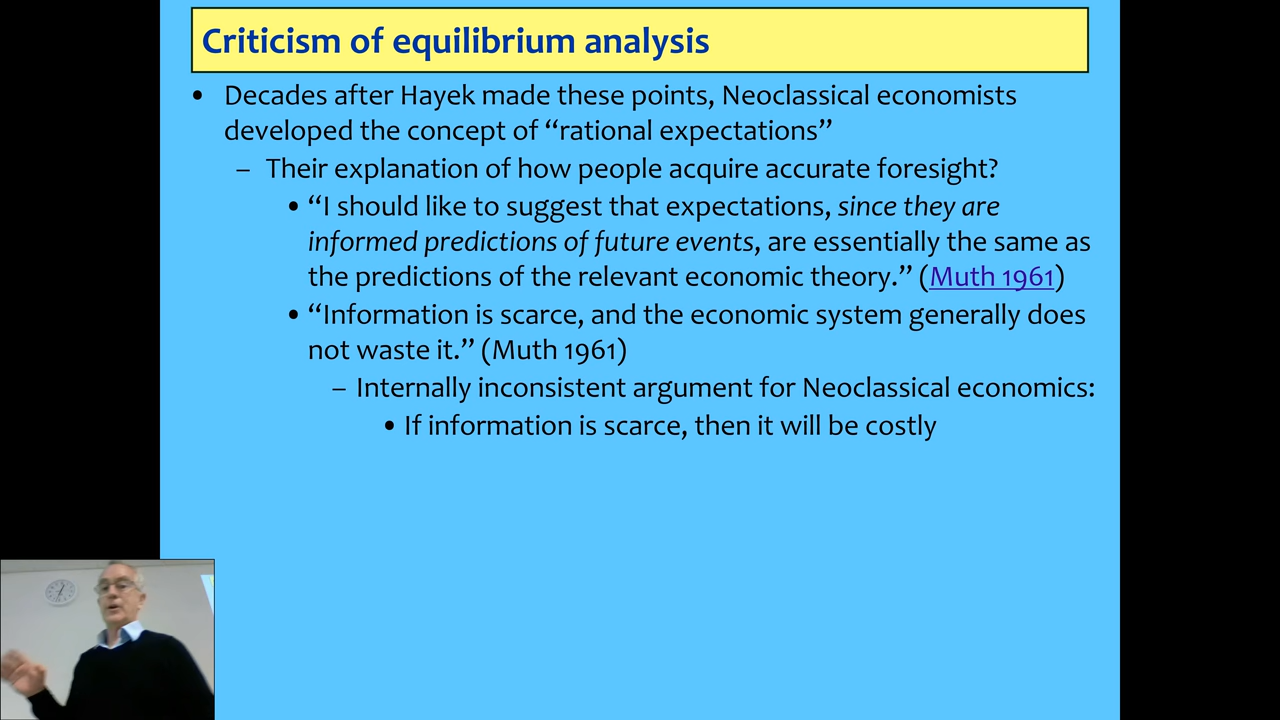 Criticism of equilibrium analysis
• Decades after Hayek made these points, Neoclassical economists
developed the concept of “rational expectations”
– Their explanation of how people acquire accurate foresight?
• “I should like to suggest that expectations, since they are
informed predictions of future events, are essentially the same as
the predictions of the relevant economic theory.” (Muth 1961)
• “Information is scarce, and the economic system generally does
not waste it.” (Muth 1961)
– Internally inconsistent argument for Neoclassical economics:
• If information is scarce, then it will be costly